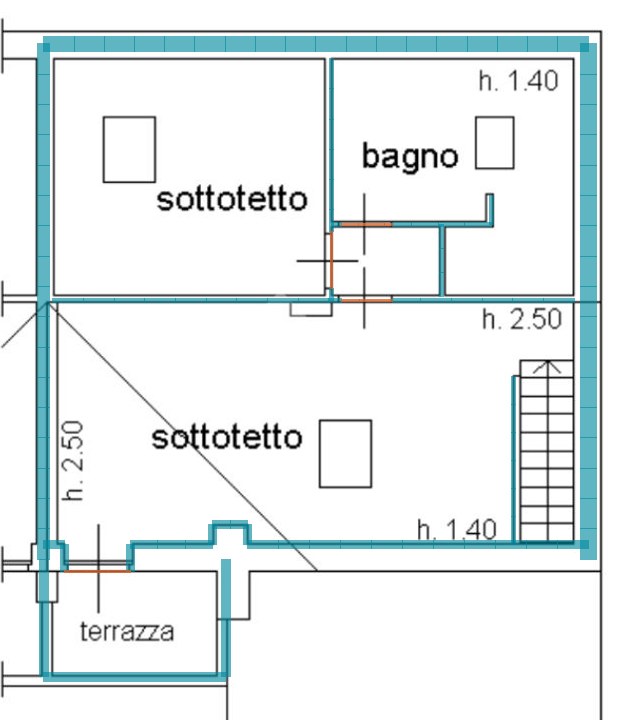 h. 1.40
bagno
sottotetto
h. 2.50
sottotetto
h. 2.50
h. 1.40
terrazza